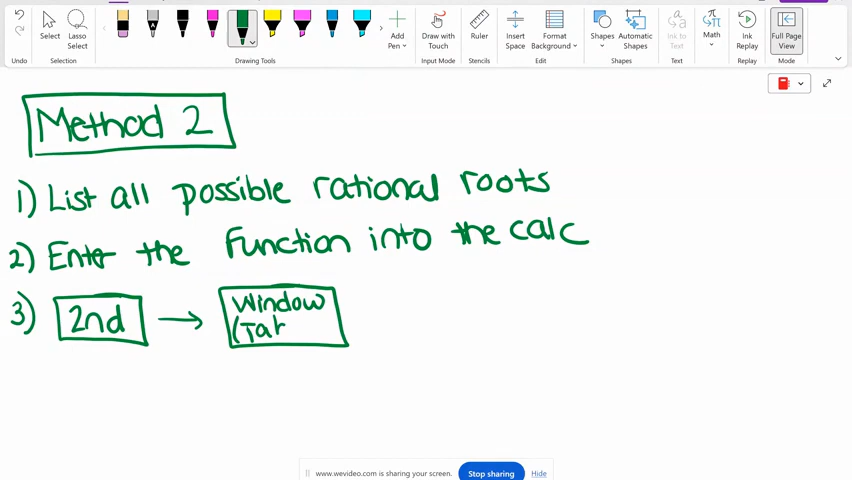 Undo
Select
Lasso
Select
Selection
Drawing Tools
Add
Pen
Draw with
Touch
Input Mode
Ruler
Stencils
Insert
Space
Format
Background
Edit
Shapes
Automatic
Shapes
Shapes
Ink to
Text
Text
Math
Ink
Replay
Replay
Full Page
View
Mode
Method 2
1) List all possible rational roots
2) Enter the function into the calc
3) 2nd → Window
(Tab
www.wevideo.com is sharing your screen.
Stop sharing
Hide